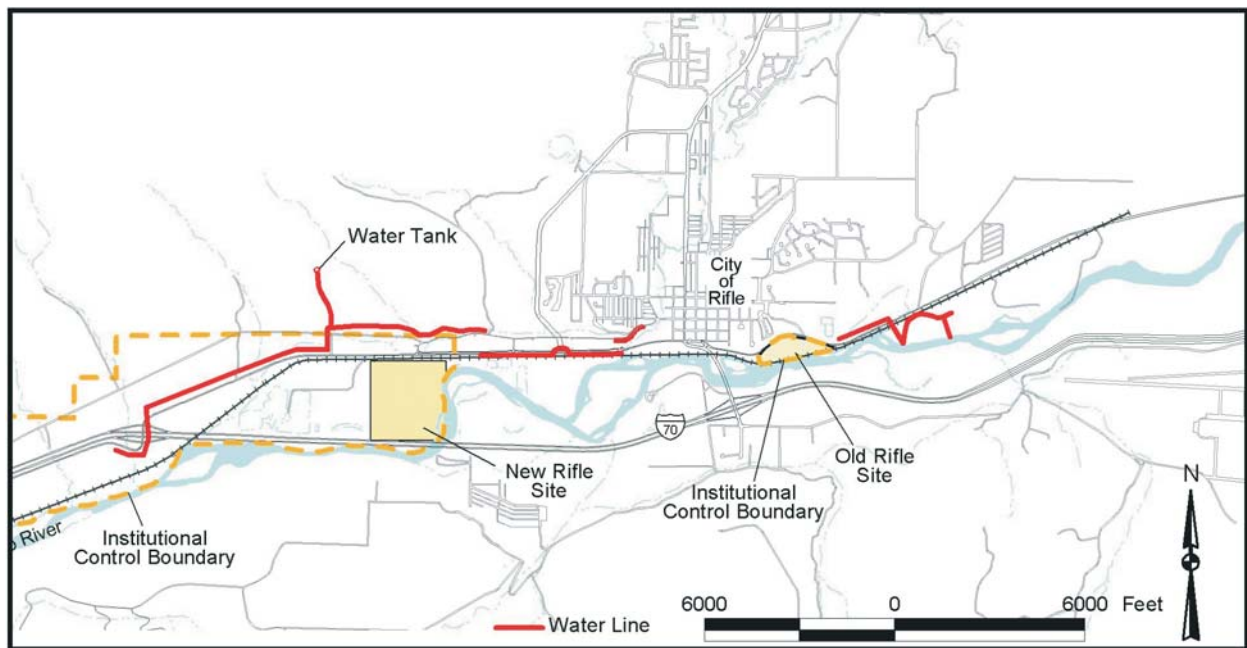 Water Tank
City
of
Rifle
70
New Rifle
Site
Old Rifle
Site
Institutional
Control Boundary
Institutional
Control Boundary
River
N
6000
0
6000 Feet
Water Line